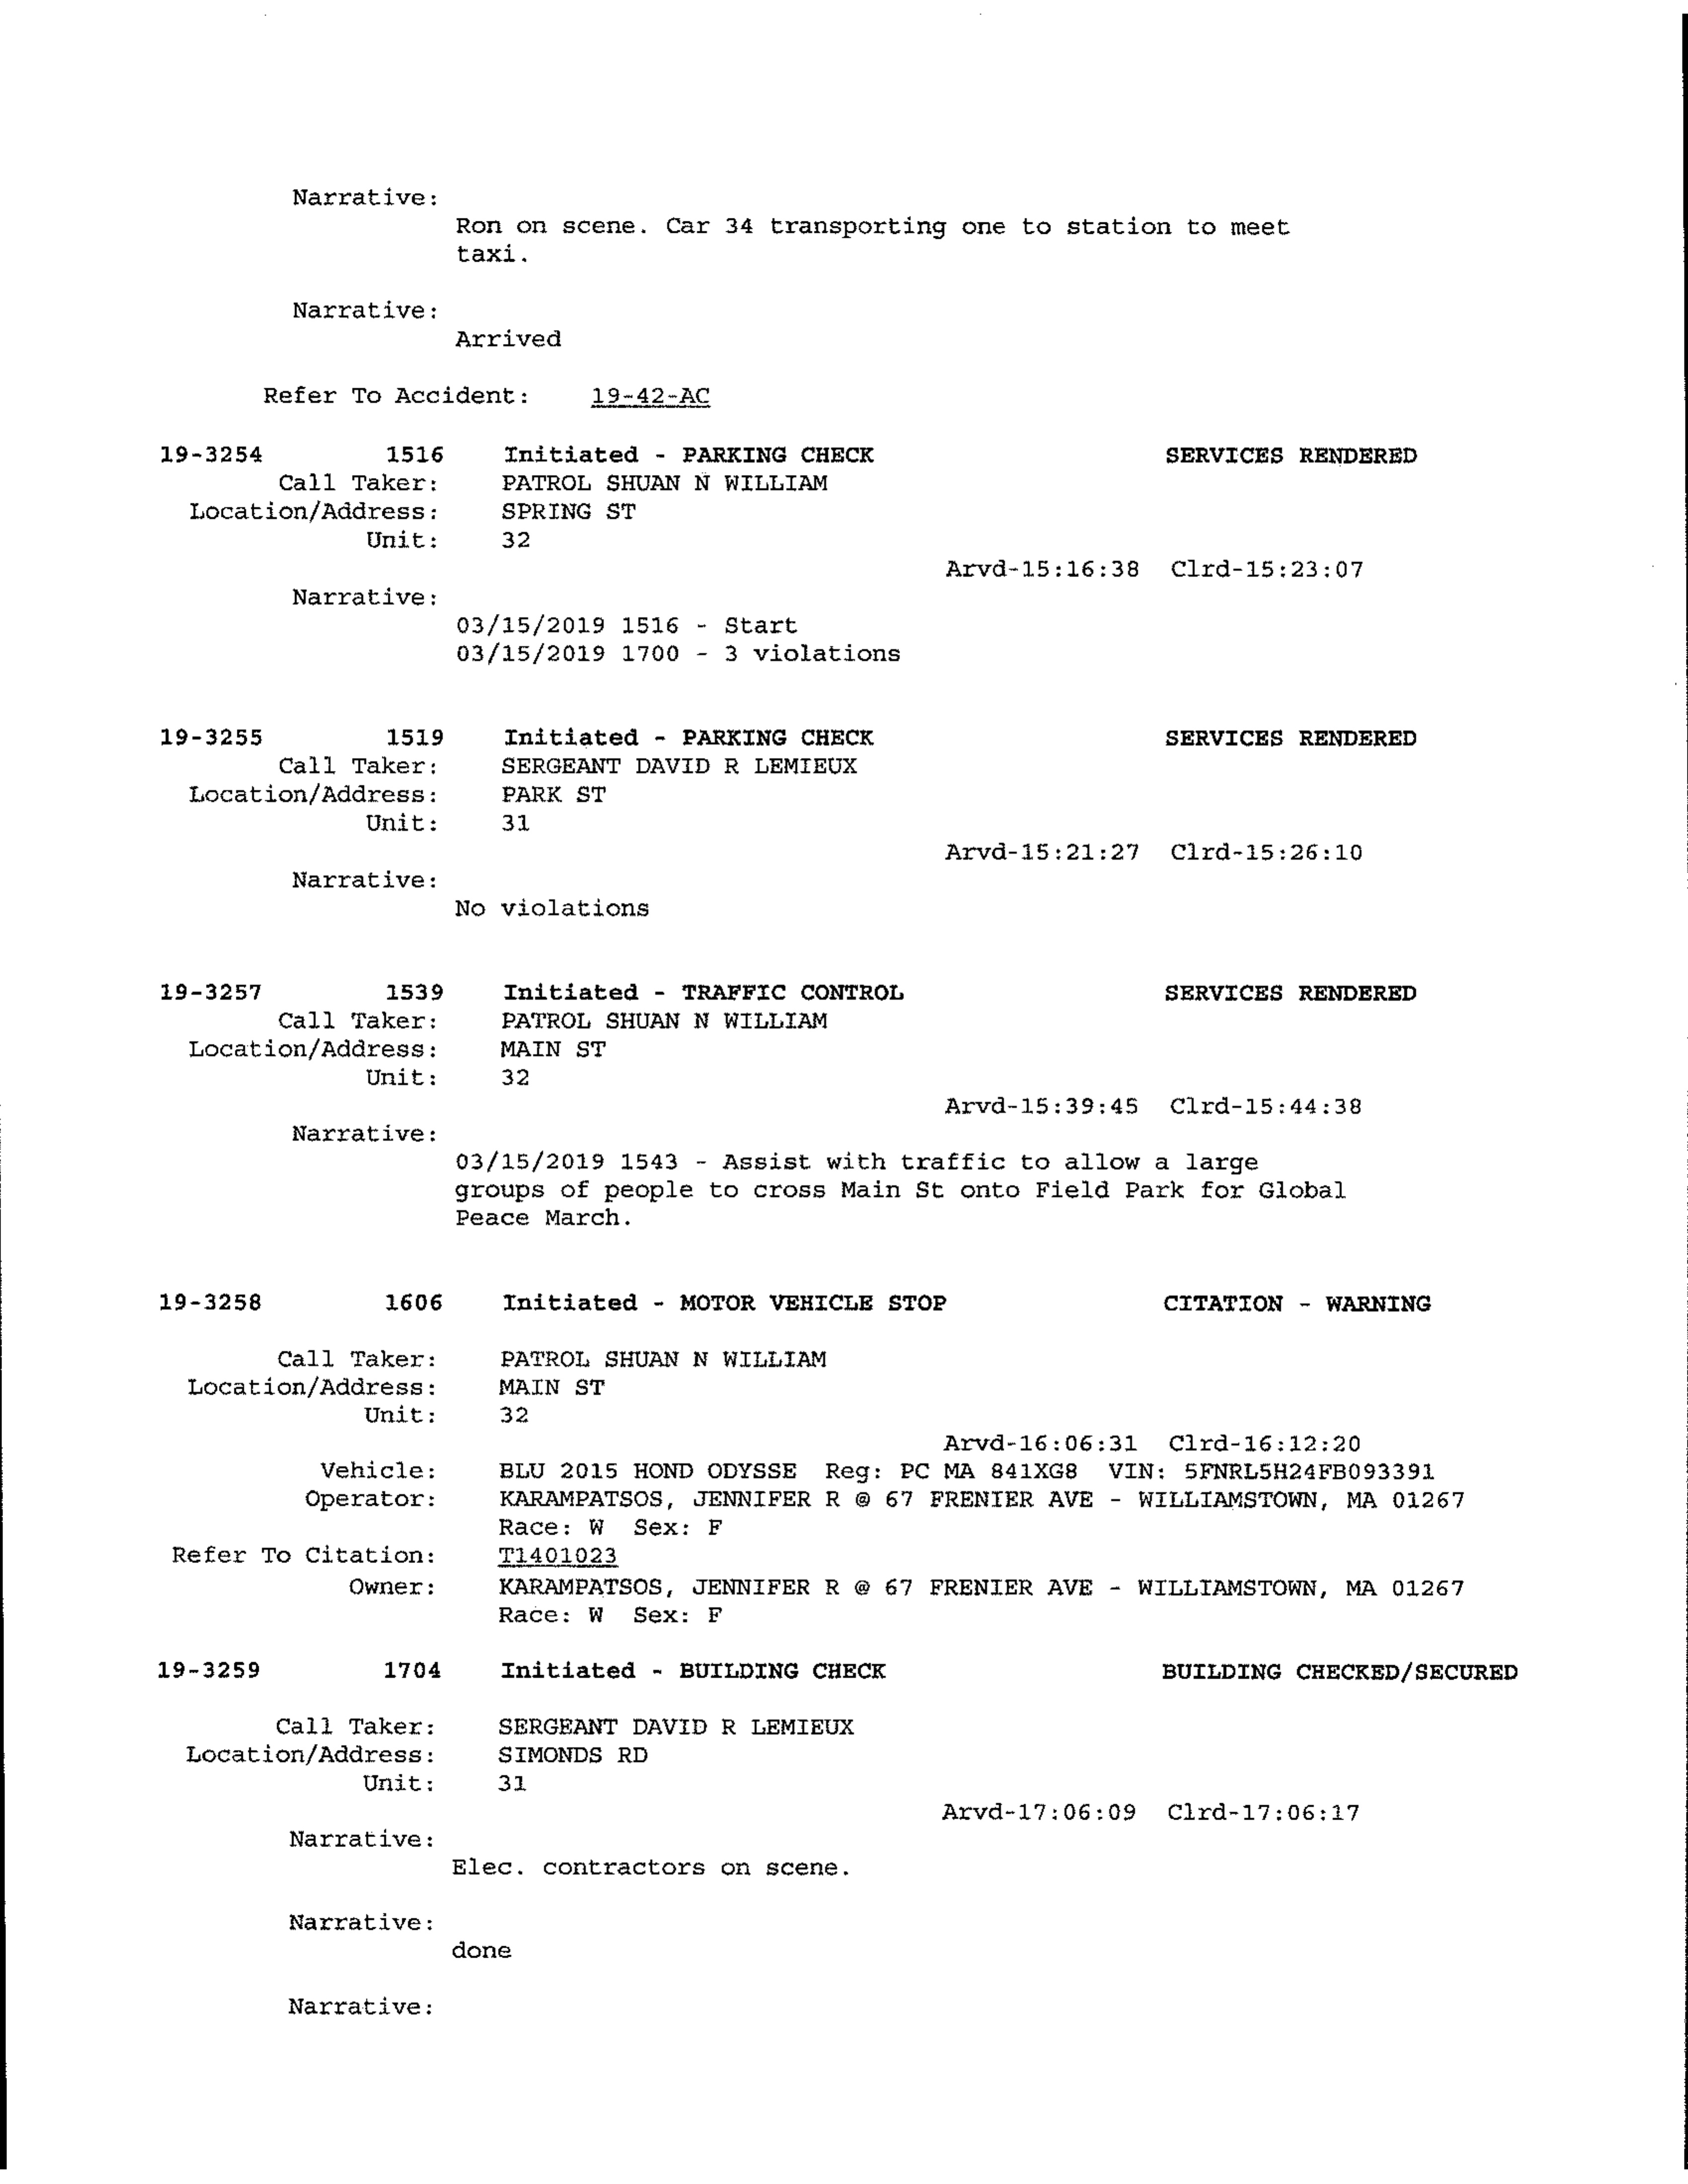 Narrative:
Ron on scene. Car 34 transporting one to station to meet
taxi.
Narrative:
Arrived
Refer To Accident: 19-42-AC
19-3254 1516 Initiated - PARKING CHECK SERVICES RENDERED
Call Taker: PATROL SHUAN N WILLIAM
Location/Address: SPRING ST
Unit: 32
Arvd-15:16:38 Clrd-15:23:07
Narrative:
03/15/2019 1516 - Start
03/15/2019 1700 - 3 violations
19-3255 1519 Initiated - PARKING CHECK SERVICES RENDERED
Call Taker: SERGEANT DAVID R LEMIEUX
Location/Address: PARK ST
Unit: 31
Arvd-15:21:27 Clrd-15:26:10
Narrative:
No violations
19-3257 1539 Initiated - TRAFFIC CONTROL SERVICES RENDERED
Call Taker: PATROL SHUAN N WILLIAM
Location/Address: MAIN ST
Unit: 32
Arvd-15:39:45 Clrd-15:44:38
Narrative:
03/15/2019 1543 - Assist with traffic to allow a large
groups of people to cross Main St onto Field Park for Global
Peace March.
19-3258 1606 Initiated - MOTOR VEHICLE STOP CITATION - WARNING
Call Taker: PATROL SHUAN N WILLIAM
Location/Address: MAIN ST
Unit: 32
Arvd-16:06:31 Clrd-16:12:20
Vehicle: BLU 2015 HOND ODYSSE Reg: PC MA 841XG8 VIN: 5FNRL5H24FB093391
Operator: KARAMPATSOS, JENNIFER R @ 67 FRENIER AVE - WILLIAMSTOWN, MA 01267
Race: W Sex: F
Refer To Citation: T1401023
Owner: KARAMPATSOS, JENNIFER R @ 67 FRENIER AVE - WILLIAMSTOWN, MA 01267
Race: W Sex: F
19-3259 1704 Initiated - BUILDING CHECK BUILDING CHECKED/SECURED
Call Taker: SERGEANT DAVID R LEMIEUX
Location/Address: SIMONDS RD
Unit: 31
Arvd-17:06:09 Clrd-17:06:17
Narrative:
Elec. contractors on scene.
Narrative:
done
Narrative: